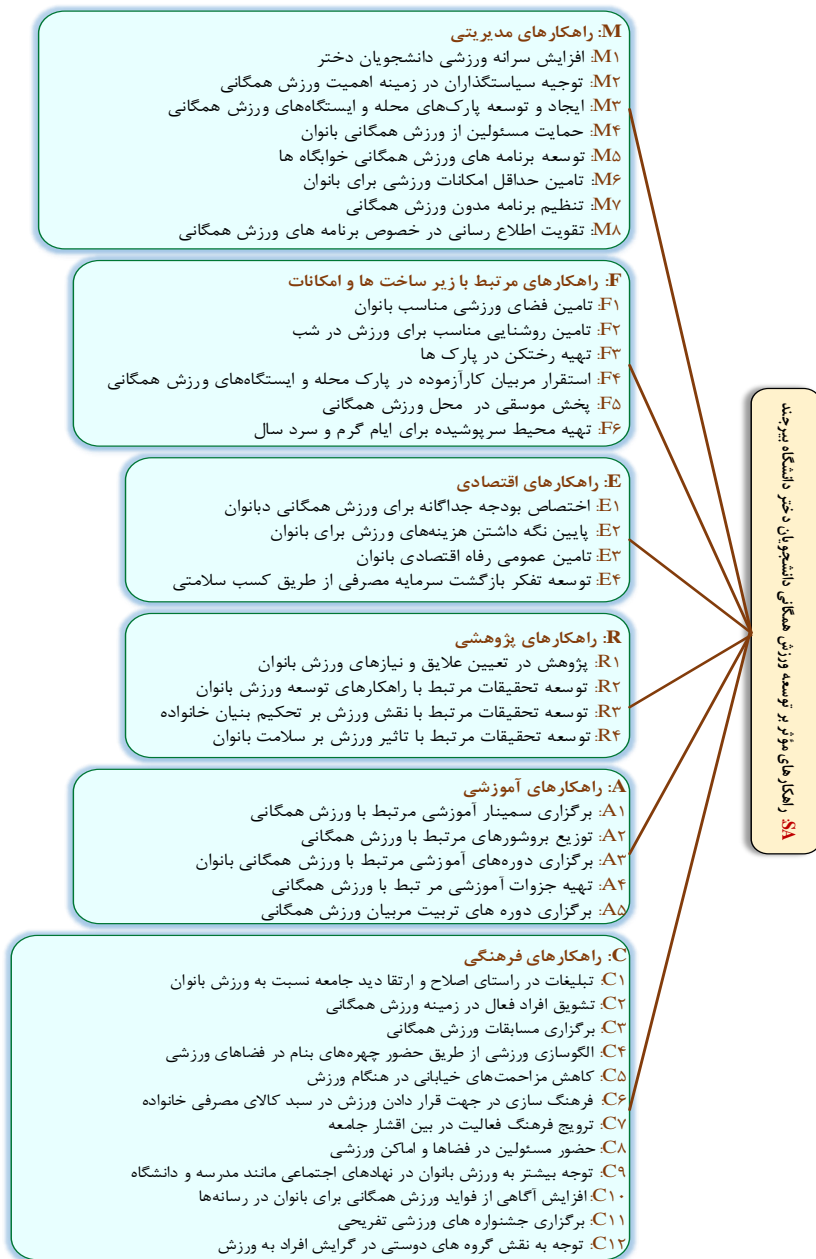 SA: راهکارهای مؤثر بر توسعه ورزش همگانی دانشجویان دختر دانشگاه بیرجند
M: راهکارهای مدیریتی
M۱: افزایش سرانه ورزشی دانشجویان دختر
M۲: توجیه سیاستگذاران در زمینه اهمیت ورزش همگانی
M۳: ایجاد و توسعه پارک‌های محله و ایستگاه‌های ورزش همگانی
M۴: حمایت مسئولین از ورزش همگانی بانوان
M۵: توسعه برنامه های ورزش همگانی خوابگاه ها
M۶: تامین حداقل امکانات ورزشی برای بانوان
M۷: تنظیم برنامه مدون ورزش همگانی
M۸: تقویت اطلاع رسانی در خصوص برنامه های ورزش همگانی
F: راهکارهای مرتبط با زیر ساخت ها و امکانات
F۱: تامین فضای ورزشی مناسب بانوان
F۲: تامین روشنایی مناسب برای ورزش در شب
F۳: تهیه رختکن در پارک ها
F۴: استقرار مربیان کارآزموده در پارک محله و ایستگاه‌های ورزش همگانی
F۵: پخش موسقی در محل ورزش همگانی
F۶: تهیه محیط سرپوشیده برای ایام گرم و سرد سال
E: راهکارهای اقتصادی
E۱: اختصاص بودجه جداگانه برای ورزش همگانی دبانوان
E۲: پایین نگه داشتن هزینه‌های ورزش برای بانوان
E۳: تامین عمومی رفاه اقتصادی بانوان
E۴: توسعه تفکر بازگشت سرمایه مصرفی از طریق کسب سلامتی
R: راهکارهای پژوهشی
R۱: پژوهش در تعیین علایق و نیازهای ورزش بانوان
R۲: توسعه تحقیقات مرتبط با راهکارهای توسعه ورزش بانوان
R۳: توسعه تحقیقات مرتبط با نقش ورزش بر تحکیم بنیان خانواده
R۴: توسعه تحقیقات مرتبط با تاثیر ورزش بر سلامت بانوان
A: راهکارهای آموزشی
A۱: برگزاری سمینار آموزشی مرتبط با ورزش همگانی
A۲: توزیع بروشورهای مرتبط با ورزش همگانی
A۳: برگزاری دوره‌های آموزشی مرتبط با ورزش همگانی بانوان
A۴: تهیه جزوات آموزشی مر تبط با ورزش همگانی
A۵: برگزاری دوره های تربیت مربیان ورزش همگانی
C: راهکارهای فرهنگی
C۱: تبلیغات در راستای اصلاح و ارتقا دید جامعه نسبت به ورزش بانوان
C۲: تشویق افراد فعال در زمینه ورزش همگانی
C۳: برگزاری مسابقات ورزش همگانی
C۴: الگوسازی ورزشی از طریق حضور چهره‌های بنام در فضاهای ورزشی
C۵: کاهش مزاحمت‌های خیابانی در هنگام ورزش
C۶: فرهنگ سازی در جهت قرار دادن ورزش در سبد کالای مصرفی خانواده
C۷: ترویج فرهنگ فعالیت در بین اقشار جامعه
C۸: حضور مسئولین در فضاها و اماکن ورزشی
C۹: توجه بیشتر به ورزش بانوان در نهادهای اجتماعی مانند مدرسه و دانشگاه
C۱۰: افزایش آگاهی از فواید ورزش همگانی برای بانوان در رسانه‌ها
C۱۱: برگزاری جشنواره های ورزشی تفریحی
C۱۲: توجه به نقش گروه های دوستی در گرایش افراد به ورزش